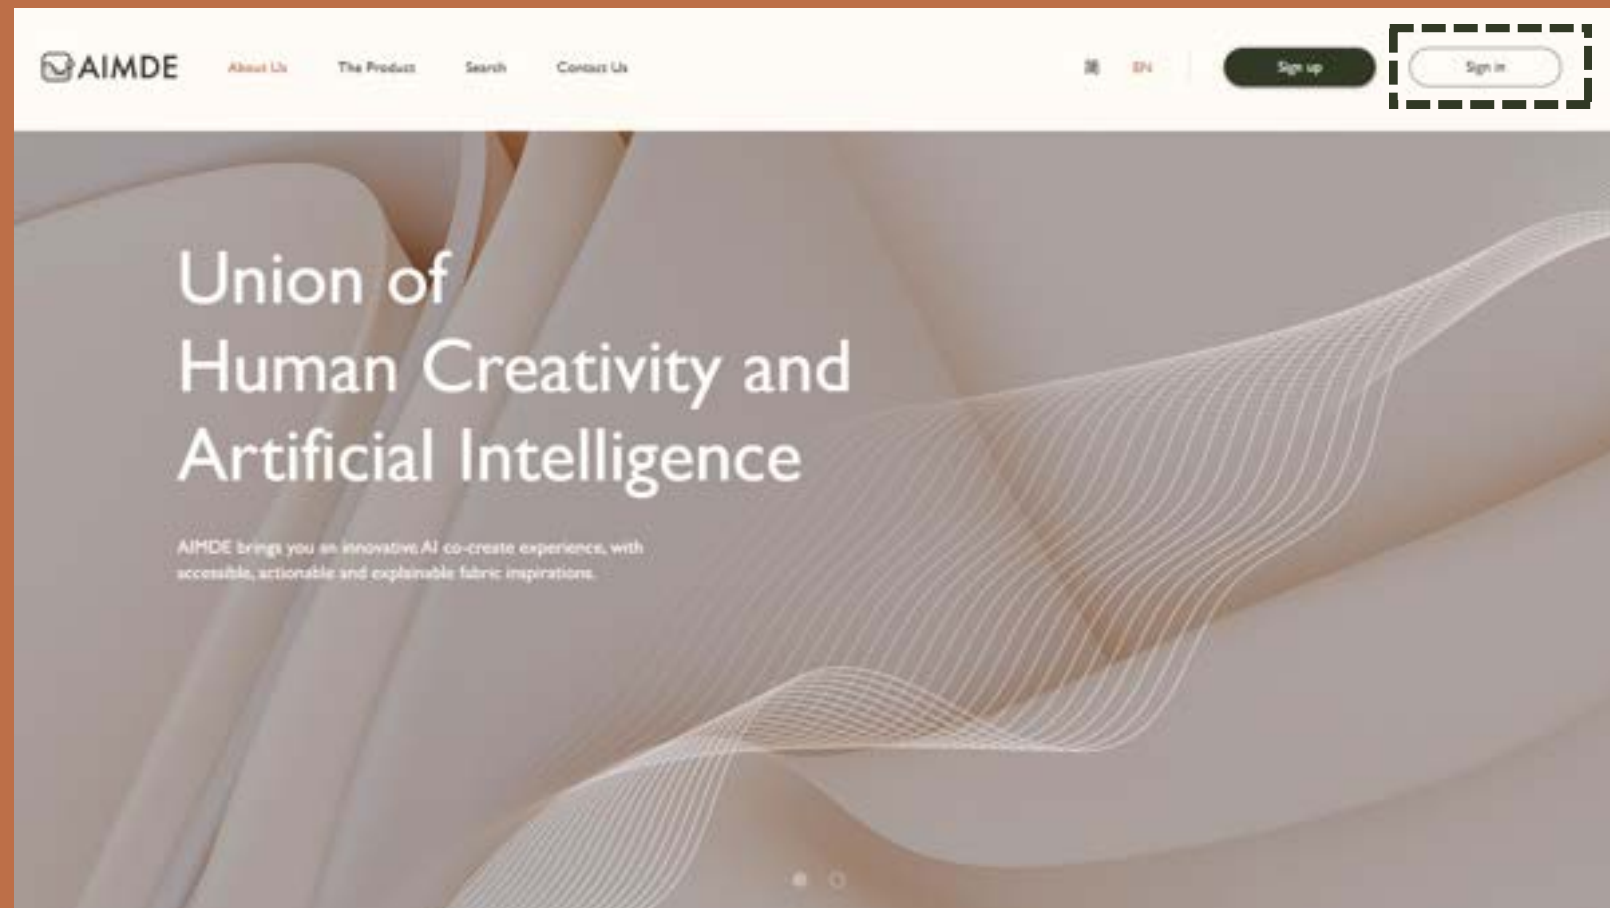 AIMDE
About Us
The Product
Search
Contact Us
简
EN
Sign up
Sign in
Union of
Human Creativity and
Artificial Intelligence
AIMDE brings you an innovative AI co-create experience, with
accessible, actionable and explainable fabric inspirations.